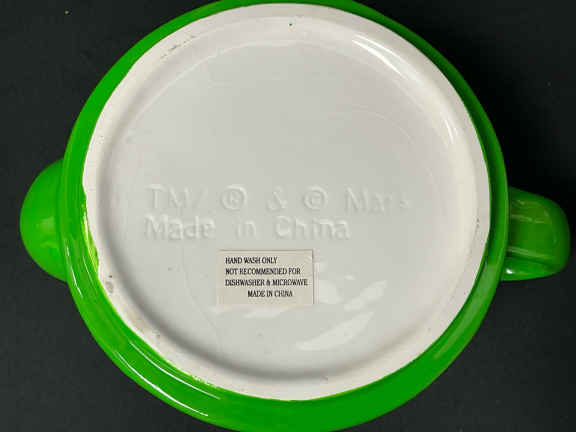 TM/ ® & © Mars
Made in China
HAND WASH ONLY
NOT RECOMMENDED FOR
DISHWASHER & MICROWAVE
MADE IN CHINA